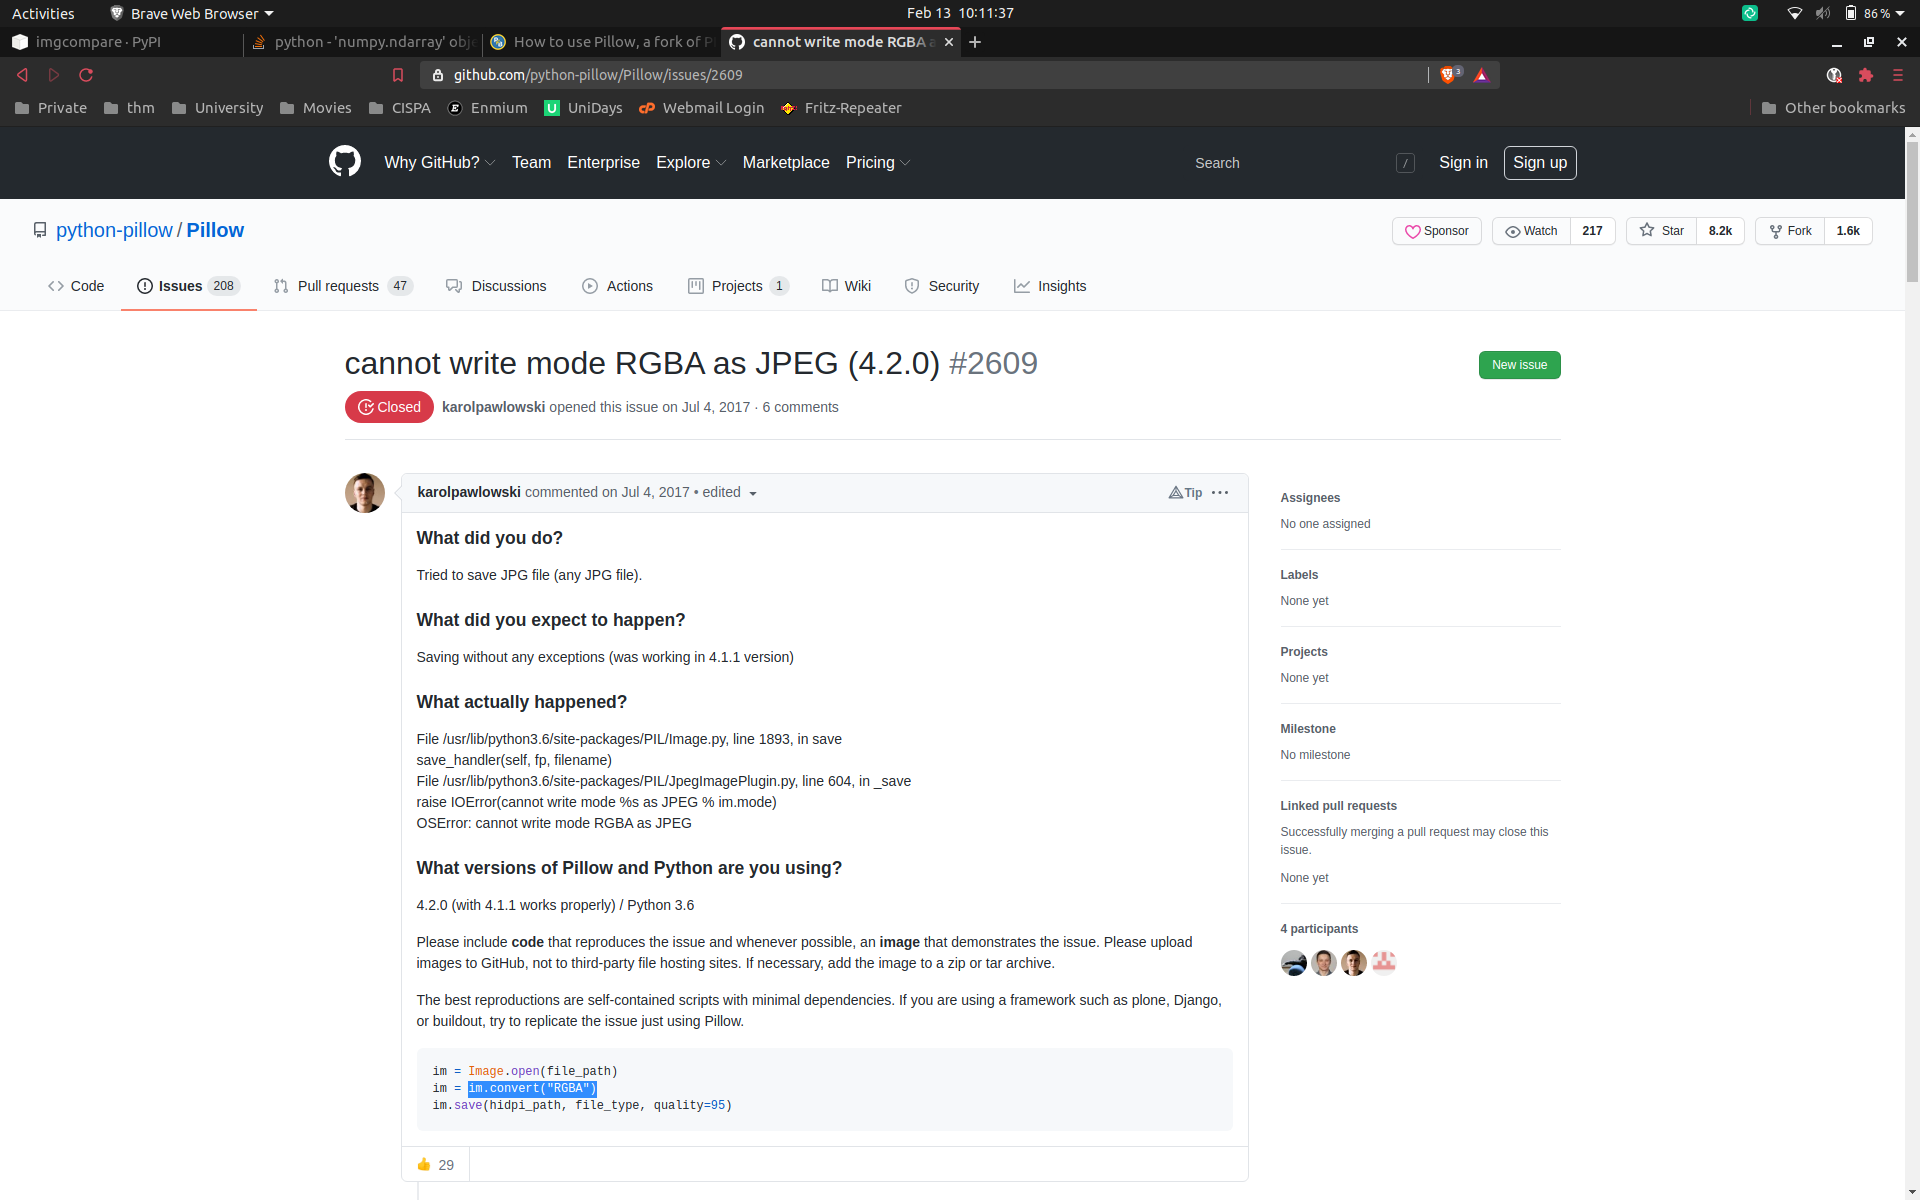 Activities
Brave Web Browser
Feb 13 10:11:37
86 %
imgcompare · PyPI
python - 'numpy.ndarray' obj
How to use Pillow, a fork of P
cannot write mode RGBA a
github.com/python-pillow/Pillow/issues/2609
3
Private
thm
University
Movies
CISPA
Enmium
UniDays
Webmail Login
Fritz-Repeater
Other bookmarks
Why GitHub?
Team
Enterprise
Explore
Marketplace
Pricing
Search
/
Sign in
Sign up
python-pillow / Pillow
Sponsor
Watch 217
Star 8.2k
Fork 1.6k
Code
Issues 208
Pull requests 47
Discussions
Actions
Projects 1
Wiki
Security
Insights
cannot write mode RGBA as JPEG (4.2.0) #2609
New issue
Closed
karolpawlowski opened this issue on Jul 4, 2017 · 6 comments
karolpawlowski commented on Jul 4, 2017 • edited
Tip
What did you do?
Tried to save JPG file (any JPG file).
What did you expect to happen?
Saving without any exceptions (was working in 4.1.1 version)
What actually happened?
File /usr/lib/python3.6/site-packages/PIL/Image.py, line 1893, in save
save_handler(self, fp, filename)
File /usr/lib/python3.6/site-packages/PIL/JpegImagePlugin.py, line 604, in _save
raise IOError(cannot write mode %s as JPEG % im.mode)
OSError: cannot write mode RGBA as JPEG
What versions of Pillow and Python are you using?
4.2.0 (with 4.1.1 works properly) / Python 3.6
Please include code that reproduces the issue and whenever possible, an image that demonstrates the issue. Please upload
images to GitHub, not to third-party file hosting sites. If necessary, add the image to a zip or tar archive.
The best reproductions are self-contained scripts with minimal dependencies. If you are using a framework such as plone, Django,
or buildout, try to replicate the issue just using Pillow.
im = Image.open(file_path)
im = im.convert("RGBA")
im.save(hidpi_path, file_type, quality=95)
29
Assignees
No one assigned
Labels
None yet
Projects
None yet
Milestone
No milestone
Linked pull requests
Successfully merging a pull request may close this
issue.
None yet
4 participants